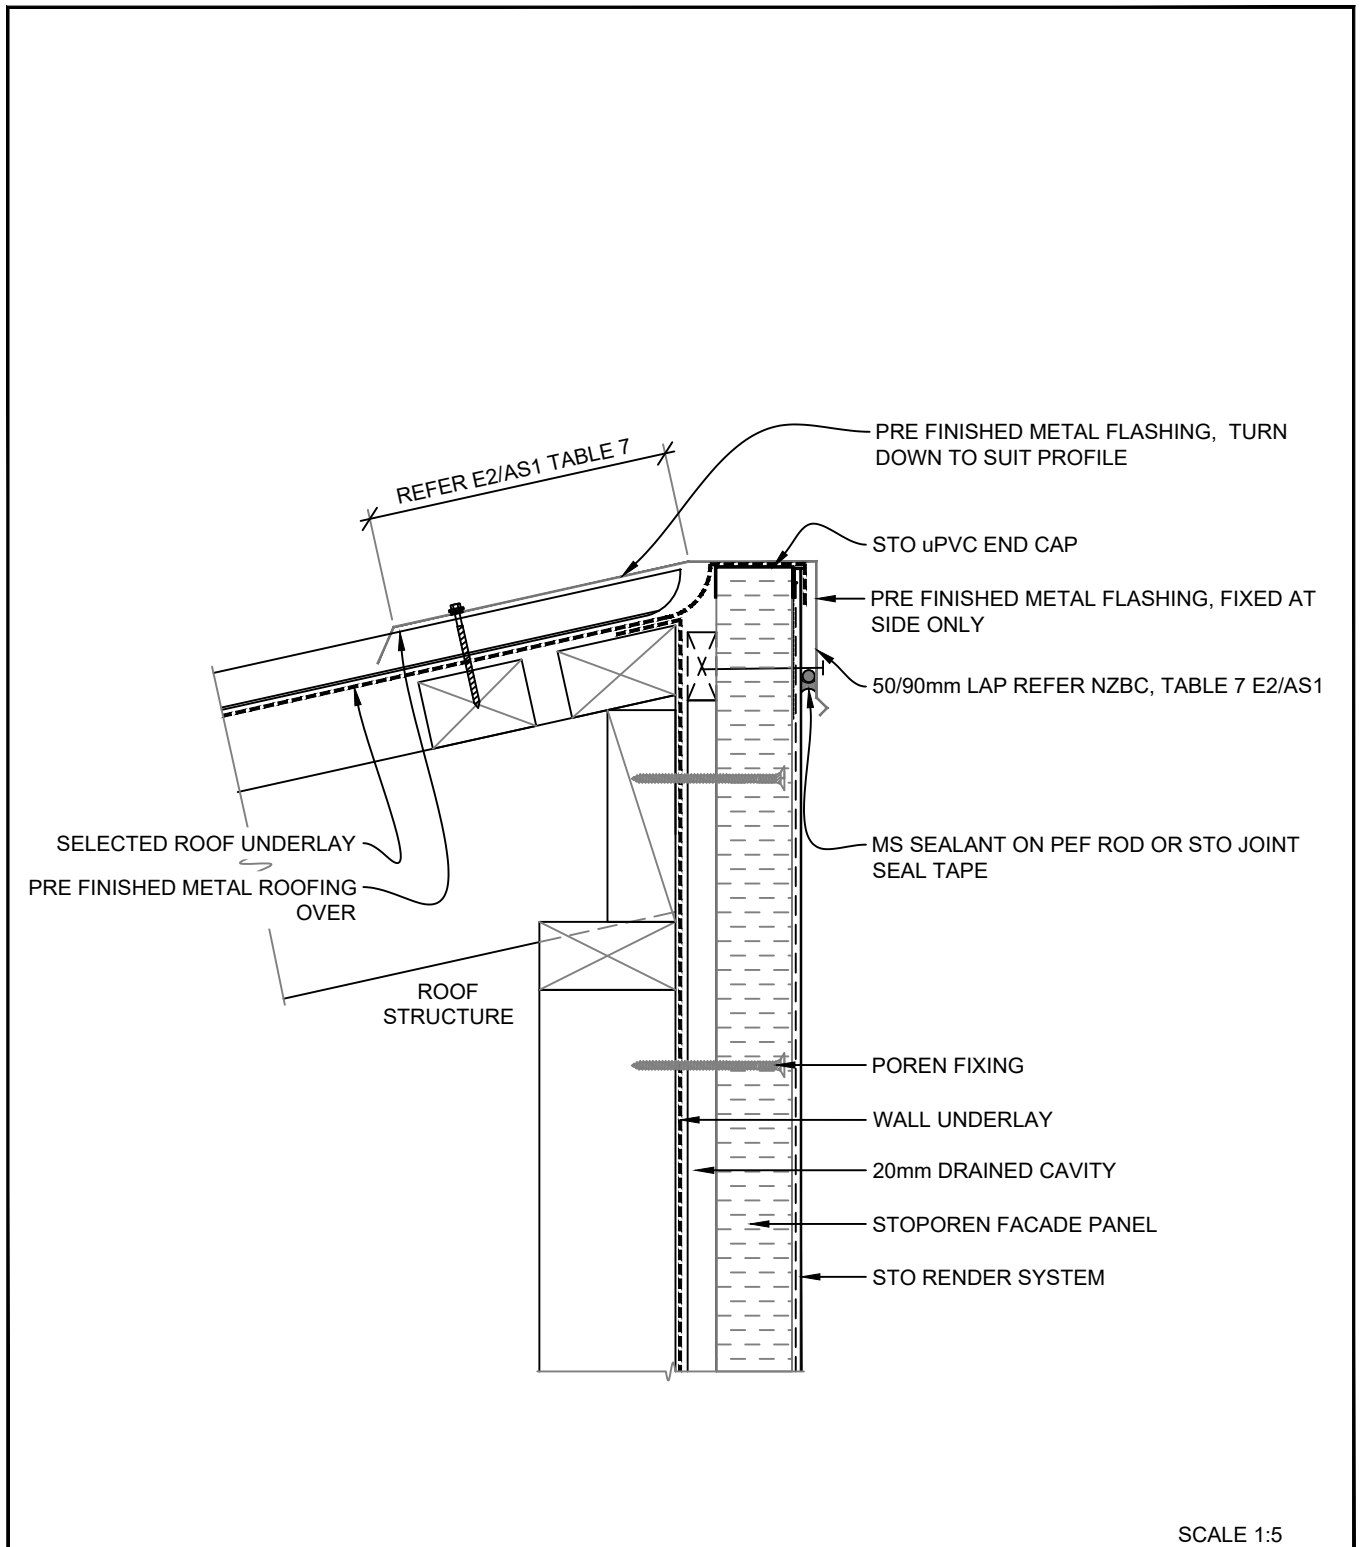 PRE FINISHED METAL FLASHING, TURN
DOWN TO SUIT PROFILE
REFER E2/AS1 TABLE 7
STO uPVC END CAP
PRE FINISHED METAL FLASHING, FIXED AT
SIDE ONLY
50/90mm LAP REFER NZBC, TABLE 7 E2/AS1
SELECTED ROOF UNDERLAY
PRE FINISHED METAL ROOFING
OVER
MS SEALANT ON PEF ROD OR STO JOINT
SEAL TAPE
ROOF
STRUCTURE
POREN FIXING
WALL UNDERLAY
20mm DRAINED CAVITY
STOPOREN FACADE PANEL
STO RENDER SYSTEM
SCALE 1:5